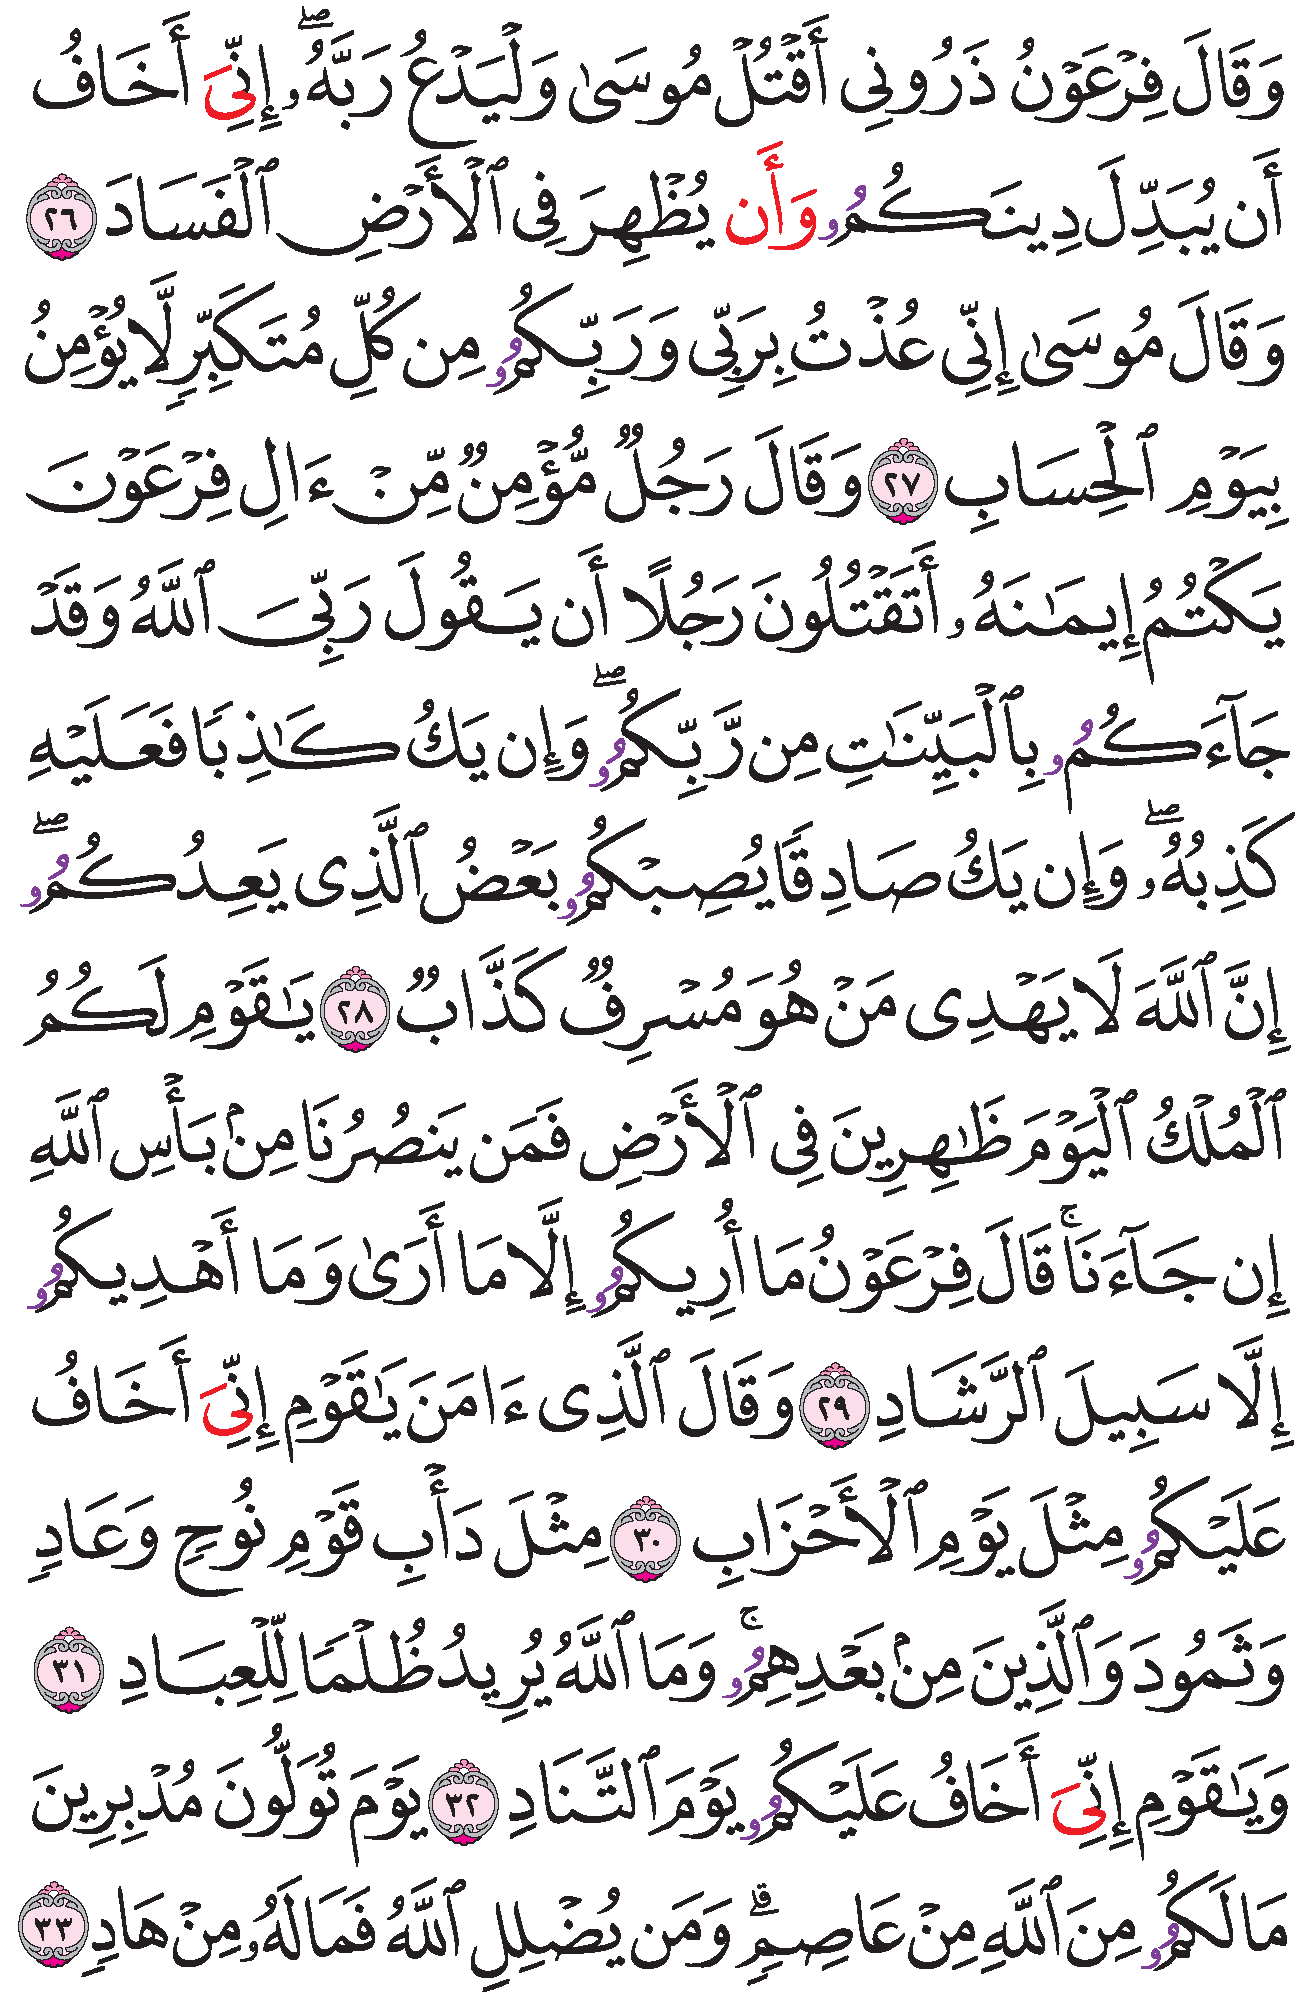 وَقَالَ فِرْعَوْنُ ذَرُونِي أَقْتُلْ مُوسَىٰ وَلْيَدْعُ رَبَّهُۥٓۖ إِنِّيَ أَخَافُ
أَن يُبَدِّلَ دِينَكُمُۥ وَأَن يُظْهِرَ فِي ٱلْأَرْضِ ٱلْفَسَادَ ٢٦
وَقَالَ مُوسَىٰ إِنِّي عُذْتُ بِرَبِّي وَرَبِّكُمُۥ مِن كُلِّ مُتَكَبِّرٍ لَّا يُؤْمِنُ
بِيَوْمِ ٱلْحِسَابِ ٢٧ وَقَالَ رَجُلٌ مُّؤْمِنٌ مِّنْ ءَالِ فِرْعَوْنَ
يَكْتُمُ إِيمَٰنَهُۥ أَتَقْتُلُونَ رَجُلًا أَن يَقُولَ رَبِّيَ ٱللَّهُ وَقَدْ
جَآءَكُمُۥ بِٱلْبَيِّنَٰتِ مِن رَّبِّكُمُۥۖ وَإِن يَكُ كَٰذِبًا فَعَلَيْهِ
كَذِبُهُۥۖ وَإِن يَكُ صَادِقًا يُصِبْكُمُۥ بَعْضُ ٱلَّذِي يَعِدُكُمُۥۖ
إِنَّ ٱللَّهَ لَا يَهْدِي مَنْ هُوَ مُسْرِفٌ كَذَّابٌ ٢٨ يَٰقَوْمِ لَكُمُ
ٱلْمُلْكُ ٱلْيَوْمَ ظَٰهِرِينَ فِي ٱلْأَرْضِ فَمَن يَنصُرُنَا مِنۢ بَأْسِ ٱللَّهِ
إِن جَآءَنَاۚ قَالَ فِرْعَوْنُ مَا أُرِيكُمُۥ إِلَّا مَا أَرَىٰ وَمَا أَهْدِيكُمُۥ
إِلَّا سَبِيلَ ٱلرَّشَادِ ٢٩ وَقَالَ ٱلَّذِي ءَامَنَ يَٰقَوْمِ إِنِّيَ أَخَافُ
عَلَيْكُمُۥ مِثْلَ يَوْمِ ٱلْأَحْزَابِ ٣٠ مِثْلَ دَأْبِ قَوْمِ نُوحٍ وَعَادٍ
وَثَمُودَ وَٱلَّذِينَ مِنۢ بَعْدِهِمُۥۚ وَمَا ٱللَّهُ يُرِيدُ ظُلْمًا لِّلْعِبَادِ ٣١
وَيَٰقَوْمِ إِنِّيَ أَخَافُ عَلَيْكُمُۥ يَوْمَ ٱلتَّنَادِۦ ٣٢ يَوْمَ تُوَلُّونَ مُدْبِرِينَ
مَا لَكُمُۥ مِنَ ٱللَّهِ مِنْ عَاصِمٍۗ وَمَن يُضْلِلِ ٱللَّهُ فَمَا لَهُۥ مِنْ هَادٍ ٣٣